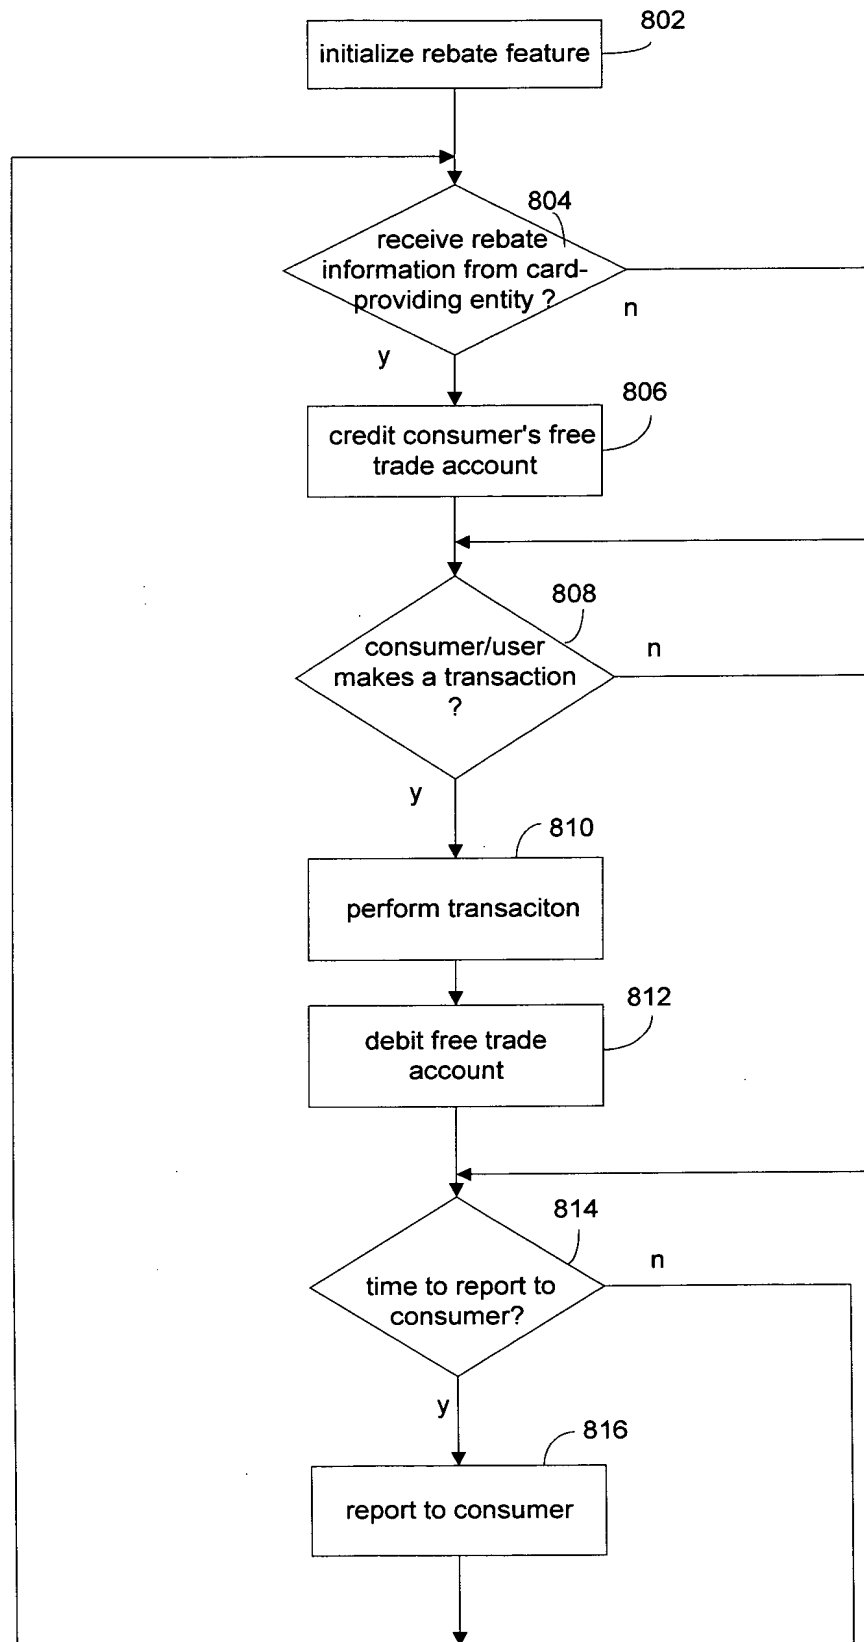 802
initialize rebate feature
804
receive rebate
information from card-
providing entity ?
n
y
806
credit consumer's free
trade account
808
consumer/user
makes a transaction
?
n
y
810
perform transaciton
812
debit free trade
account
814
time to report to
consumer?
n
y
816
report to consumer